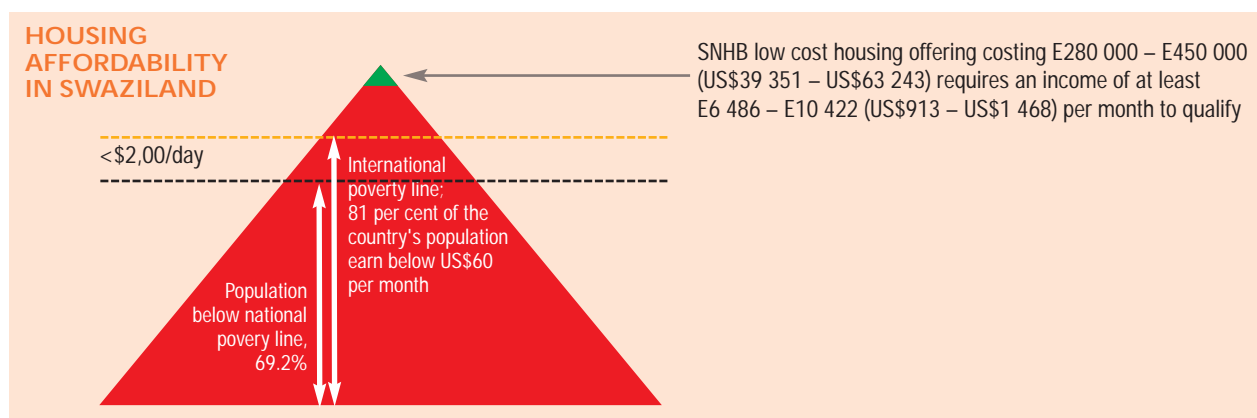 HOUSING
AFFORDABILITY
IN SWAZILAND
SNHB low cost housing offering costing E280 000 – E450 000
(US$39 351 – US$63 243) requires an income of at least
E6 486 – E10 422 (US$913 – US$1 468) per month to qualify
<$2,00/day
International
poverty line;
81 per cent of the
country's population
earn below US$60
per month
Population
below national
povery line,
69.2%